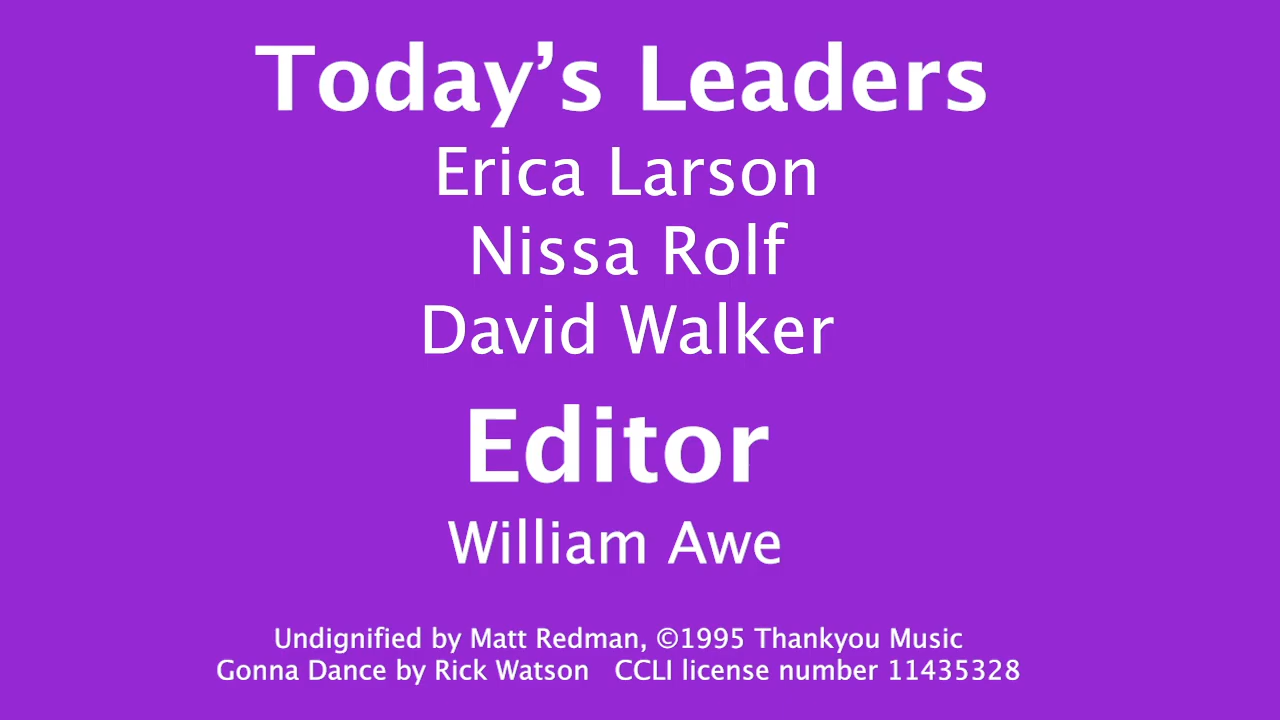 Today’s Leaders
Erica Larson
Nissa Rolf
David Walker
Editor
William Awe
Undignified by Matt Redman, ©1995 Thankyou Music
Gonna Dance by Rick Watson   CCLI license number 11435328